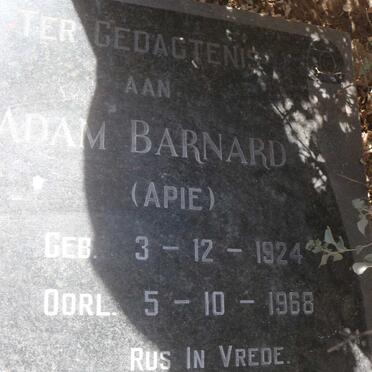 TER GEDAGTENIS
AAN
ADAM BARNARD
(APIE)
GEB. 3 – 12 – 1924
OORL. 5 – 10 – 1968
RUS IN VREDE.